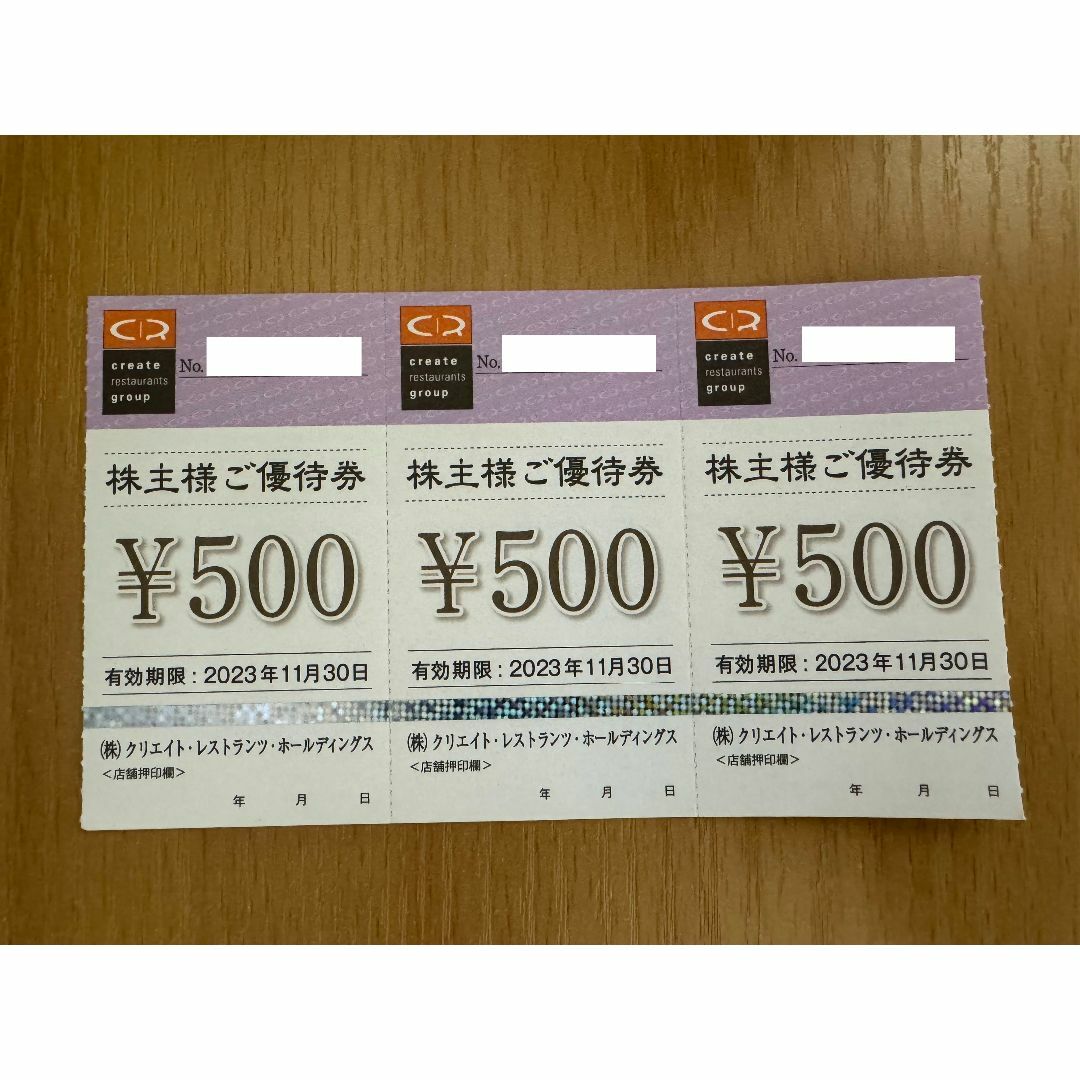 CR
create
restaurants
group
No.
株主様ご優待券
¥500
有効期限：2023年11月30日
㈱クリエイト・レストランツ・ホールディングス
＜店舗押印欄＞
年 月 日
CR
create
restaurants
group
No.
株主様ご優待券
¥500
有効期限：2023年11月30日
㈱クリエイト・レストランツ・ホールディングス
＜店舗押印欄＞
年 月 日
CR
create
restaurants
group
No.
株主様ご優待券
¥500
有効期限：2023年11月30日
㈱クリエイト・レストランツ・ホールディングス
＜店舗押印欄＞
年 月 日